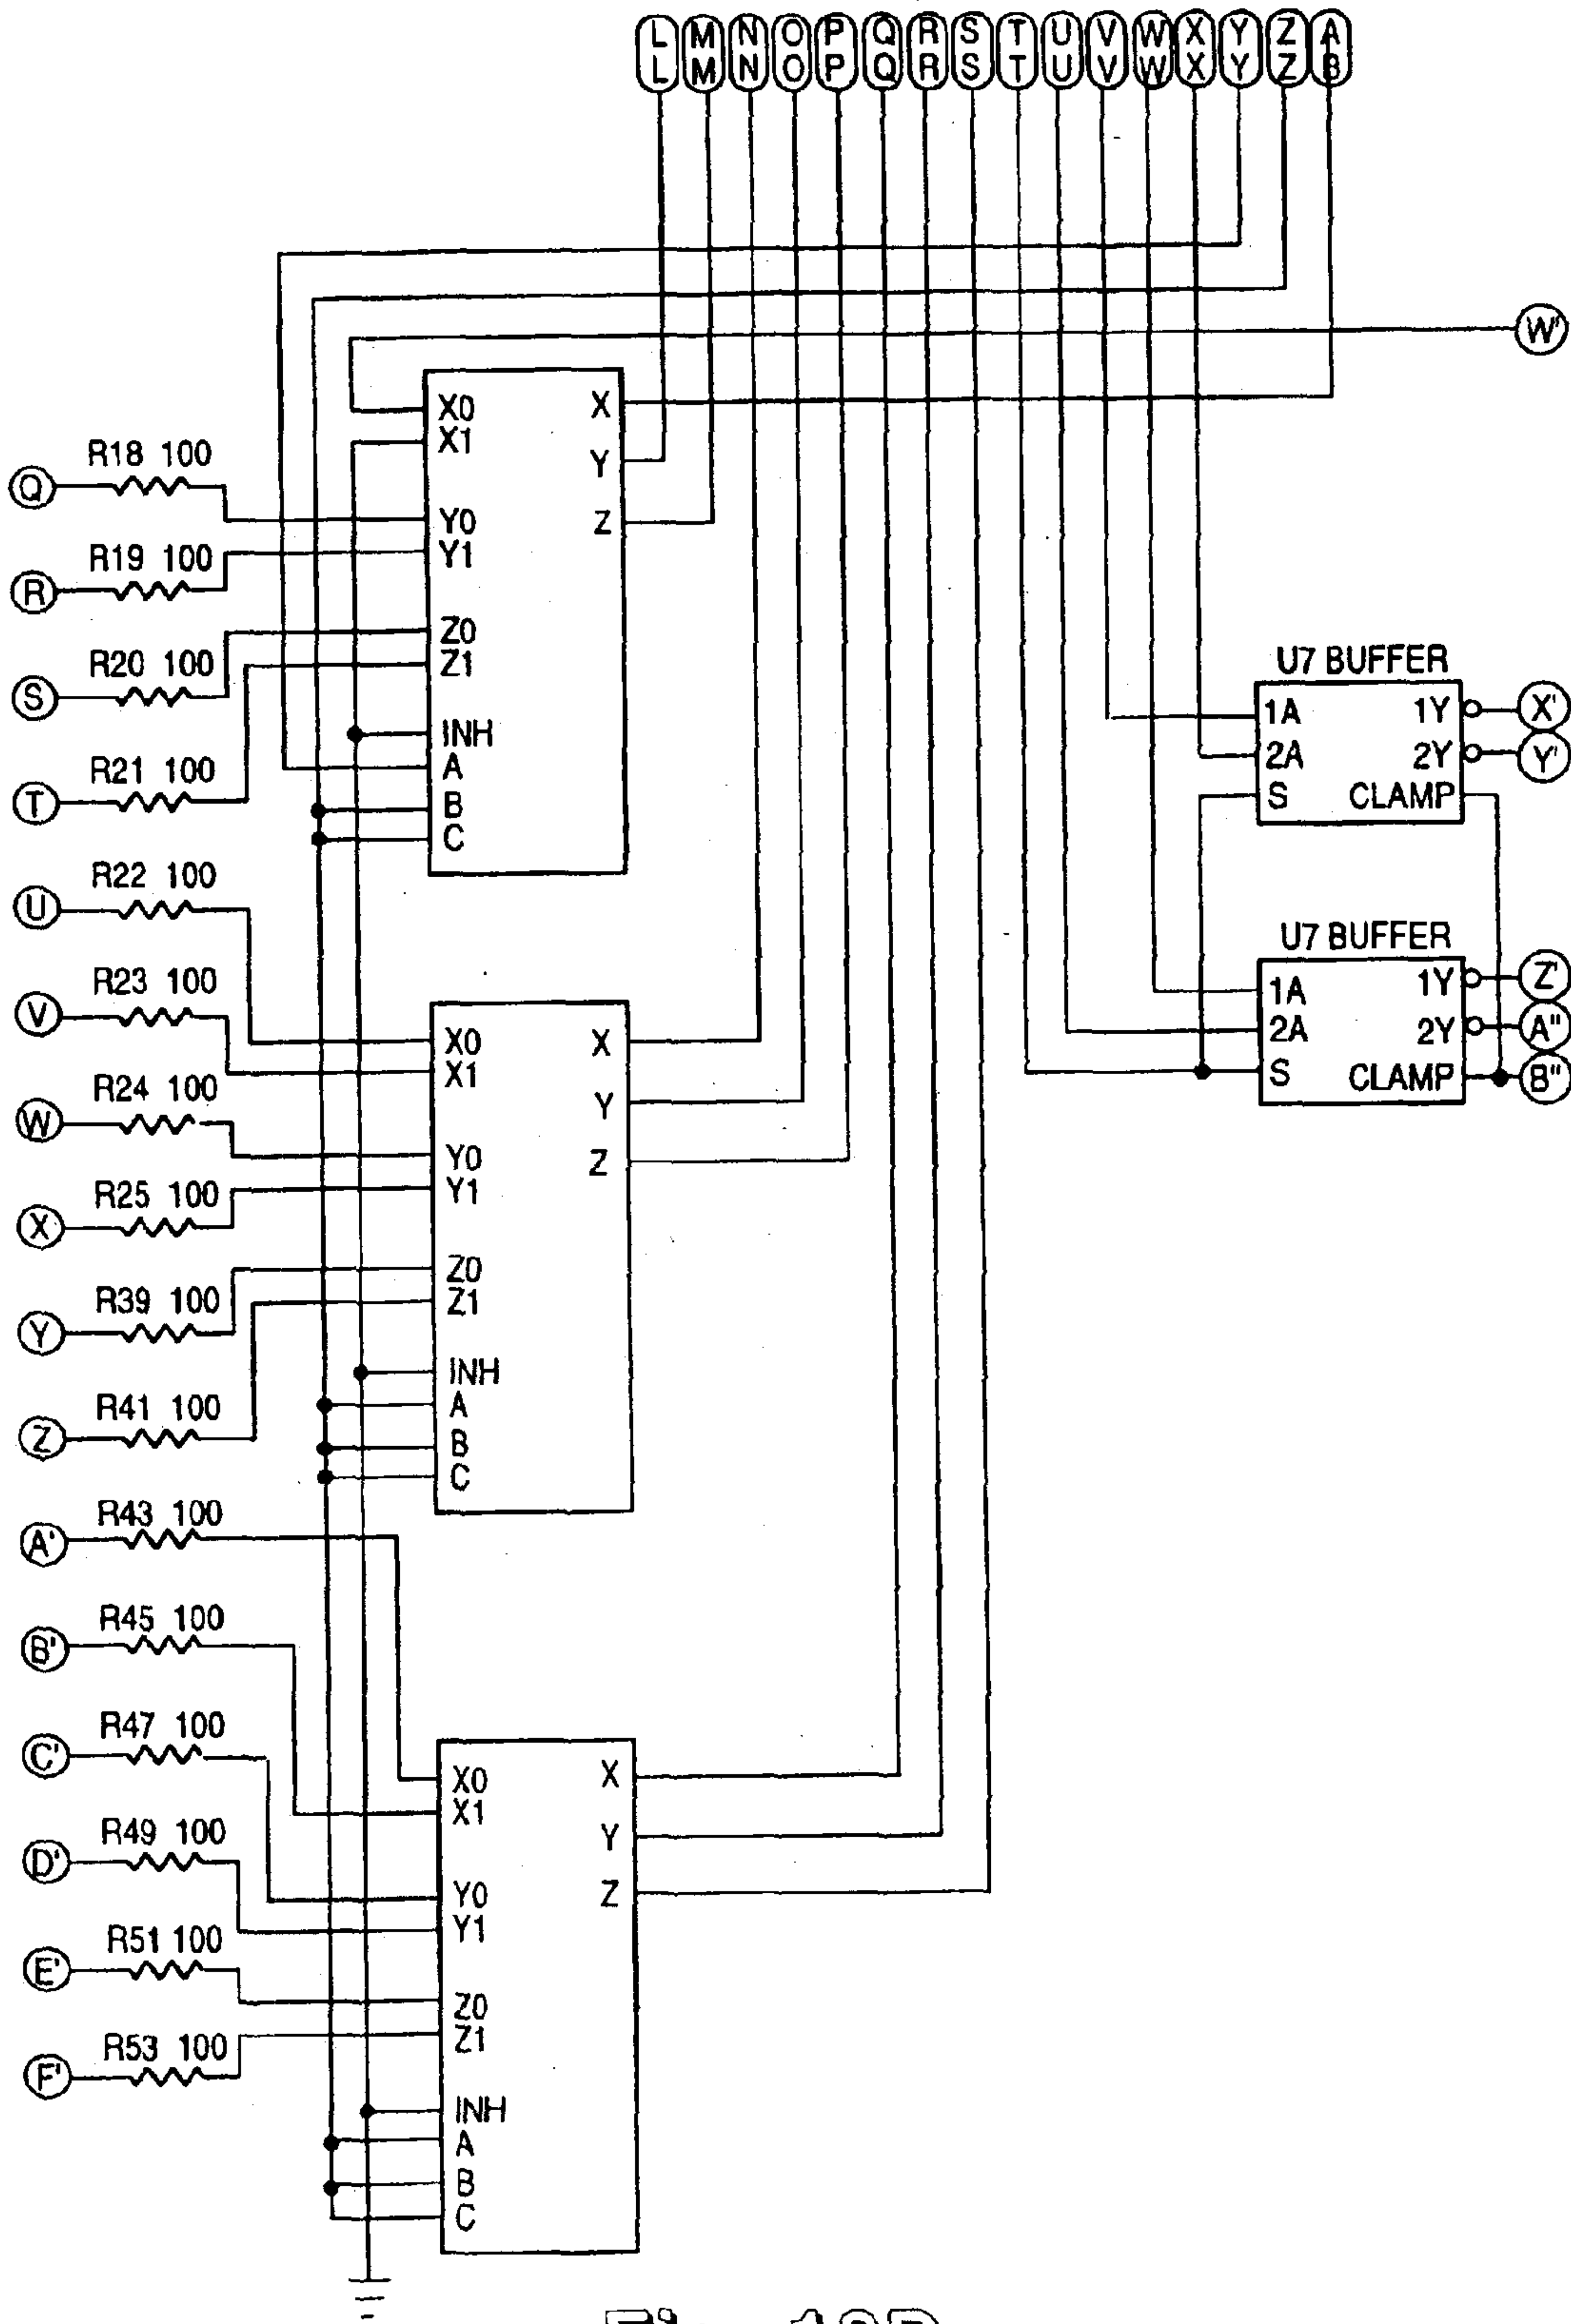 L M N O P Q R S T U V W X Y Z A
L M N O P Q R S T U V W X Y Z B
W'
X0 X
X1
Y
R18 100
Q
Y0 Z
R19 100
Y1
R
Z0
R20 100
Z1
S
U7 BUFFER
1A 1Y X'
INH
2A 2Y Y'
R21 100
A
T
B
S CLAMP
C
R22 100
U
U7 BUFFER
R23 100
1A 1Y Z'
V
X0 X
2A 2Y A"
X1
S CLAMP B"
R24 100
Y
W
Y0 Z
R25 100
Y1
X
Z0
R39 100
Z1
Y
INH
R41 100
A
Z
B
C
R43 100
A'
R45 100
B'
R47 100
C'
X0 X
X1
R49 100
Y
D'
Y0 Z
Y1
R51 100
E'
Z0
Z1
R53 100
F'
INH
A
B
C